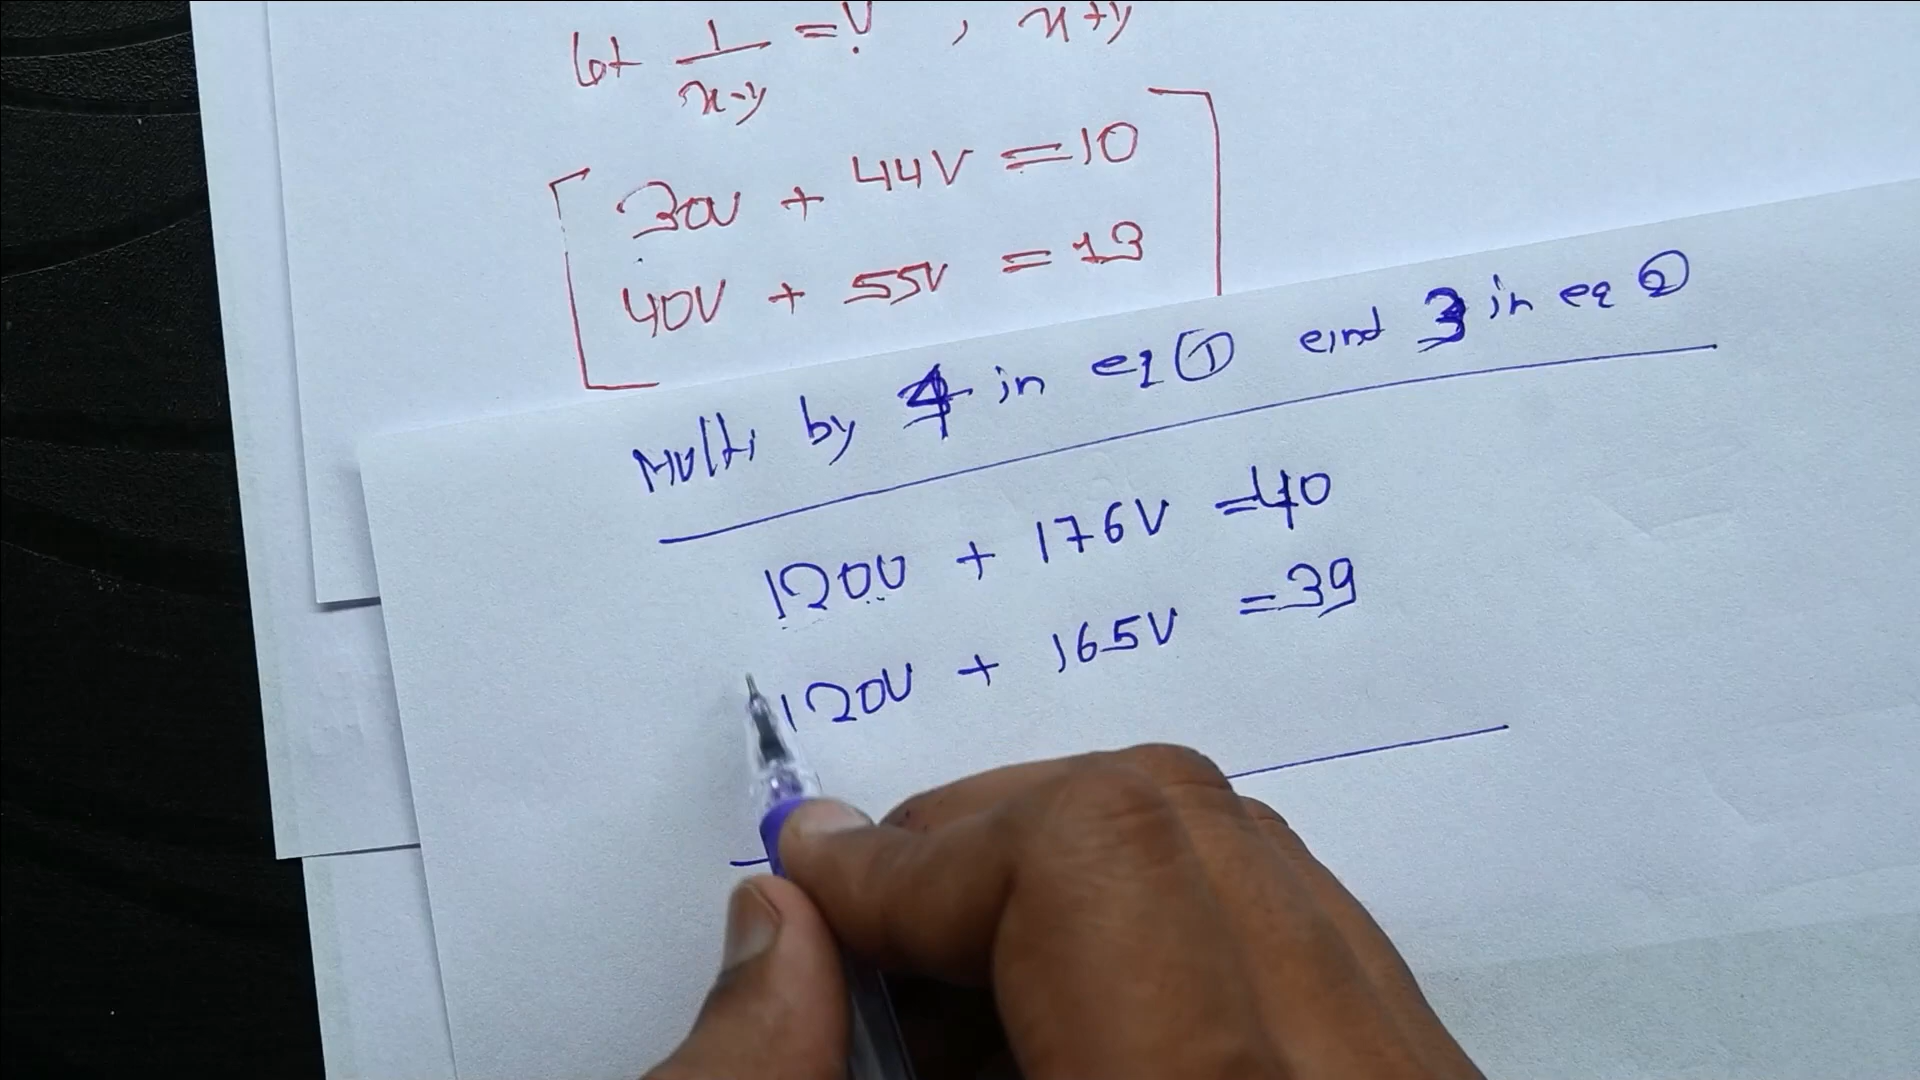 let 1/x-y = U, x+y
30U + 44V = 10
40U + 55V = 13
Multi by 4 in eq ① and 3 in eq ②
120U + 176V = 40
120U + 165V = 39